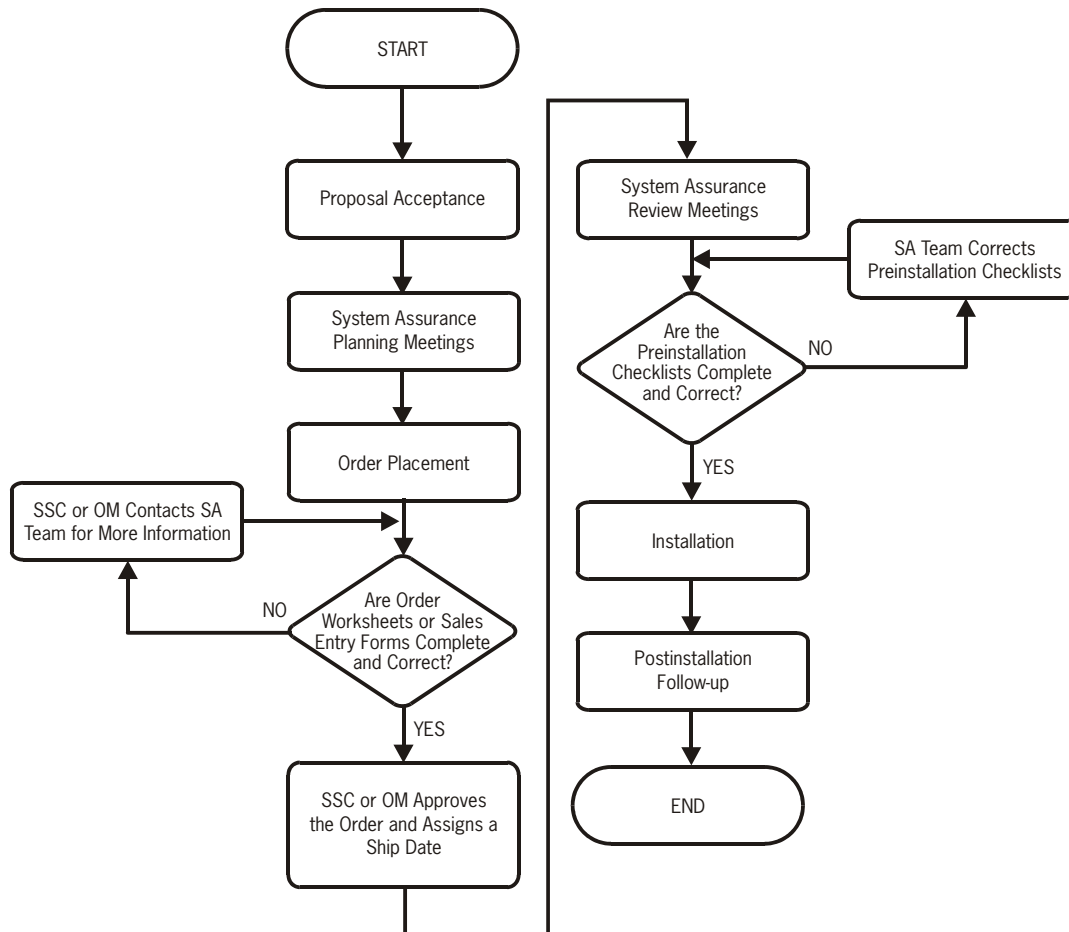 START
Proposal Acceptance
System Assurance
Planning Meetings
Order Placement
SSC or OM Contacts SA
Team for More Information
NO
Are Order
Worksheets or Sales
Entry Forms Complete
and Correct?
YES
SSC or OM Approves
the Order and Assigns a
Ship Date
System Assurance
Review Meetings
SA Team Corrects
Preinstallation Checklists
Are the
Preinstallation
Checklists Complete
and Correct?
NO
YES
Installation
Postinstallation
Follow-up
END